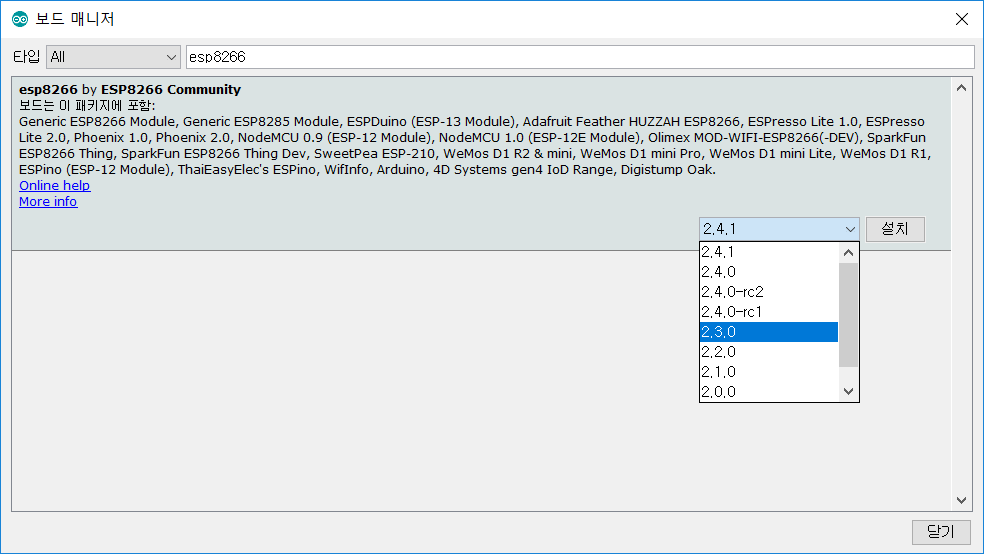 보드 매니저
타입 All esp8266
esp8266 by ESP8266 Community
보드는 이 패키지에 포함:
Generic ESP8266 Module, Generic ESP8285 Module, ESPDuino (ESP-13 Module), Adafruit Feather HUZZAH ESP8266, ESPresso Lite 1.0, ESPresso
Lite 2.0, Phoenix 1.0, Phoenix 2.0, NodeMCU 0.9 (ESP-12 Module), NodeMCU 1.0 (ESP-12E Module), Olimex MOD-WIFI-ESP8266(-DEV), SparkFun
ESP8266 Thing, SparkFun ESP8266 Thing Dev, SweetPea ESP-210, WeMos D1 R2 & mini, WeMos D1 mini Pro, WeMos D1 mini Lite, WeMos D1 R1,
ESPino (ESP-12 Module), ThaiEasyElec's ESPino, WifInfo, Arduino, 4D Systems gen4 IoD Range, Digistump Oak.
Online help
More info
2.4.1 설치
2.4.1
2.4.0
2.4.0-rc2
2.4.0-rc1
2.3.0
2.2.0
2.1.0
2.0.0
닫기